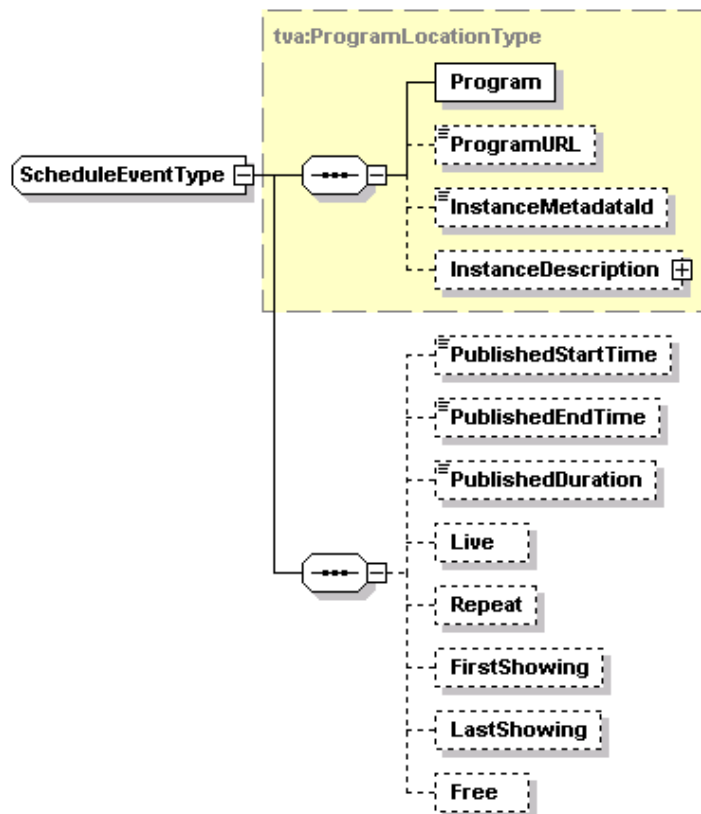 tva:ProgramLocationType
Program
ProgramURL
ScheduleEventType
InstanceMetadataId
InstanceDescription
PublishedStartTime
PublishedEndTime
PublishedDuration
Live
Repeat
FirstShowing
LastShowing
Free